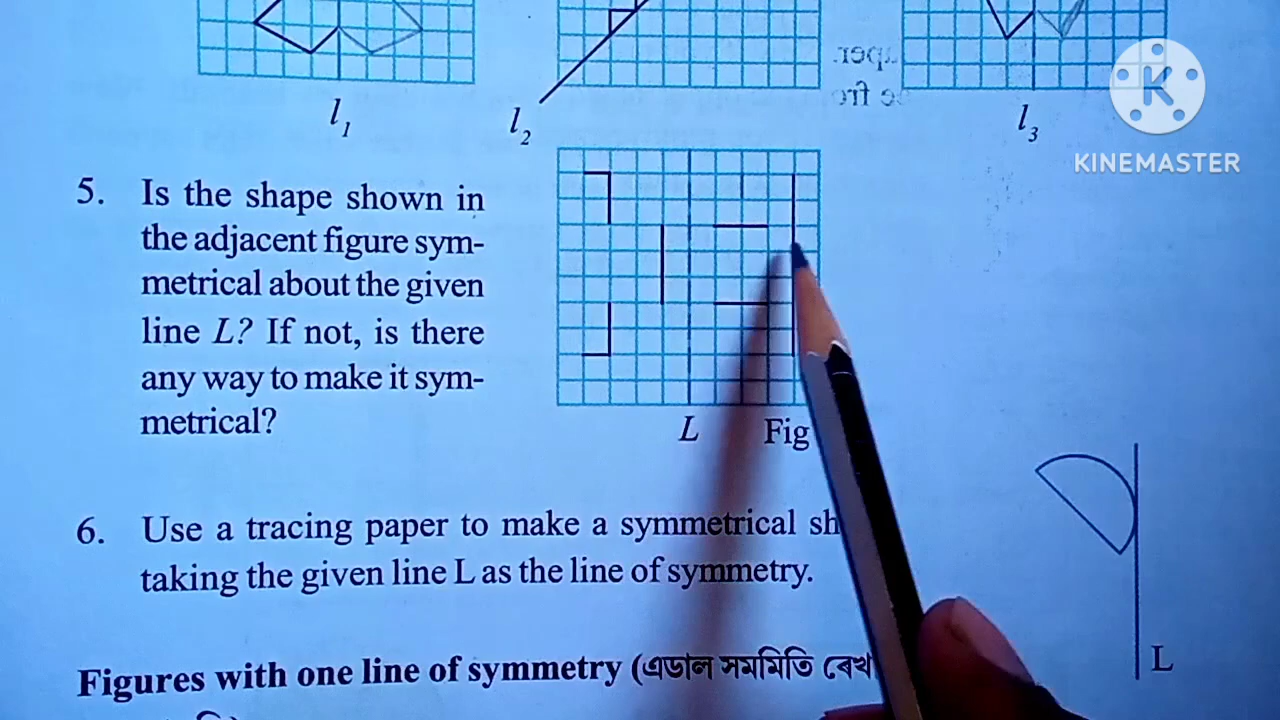 l1
l2
l3
K
KINEMASTER
5. Is the shape shown in
the adjacent figure sym-
metrical about the given
line L? If not, is there
any way to make it sym-
metrical?
L
Fig
6. Use a tracing paper to make a symmetrical sh
taking the given line L as the line of symmetry.
L
Figures with one line of symmetry (এডাল সমমিতি ৰেখ